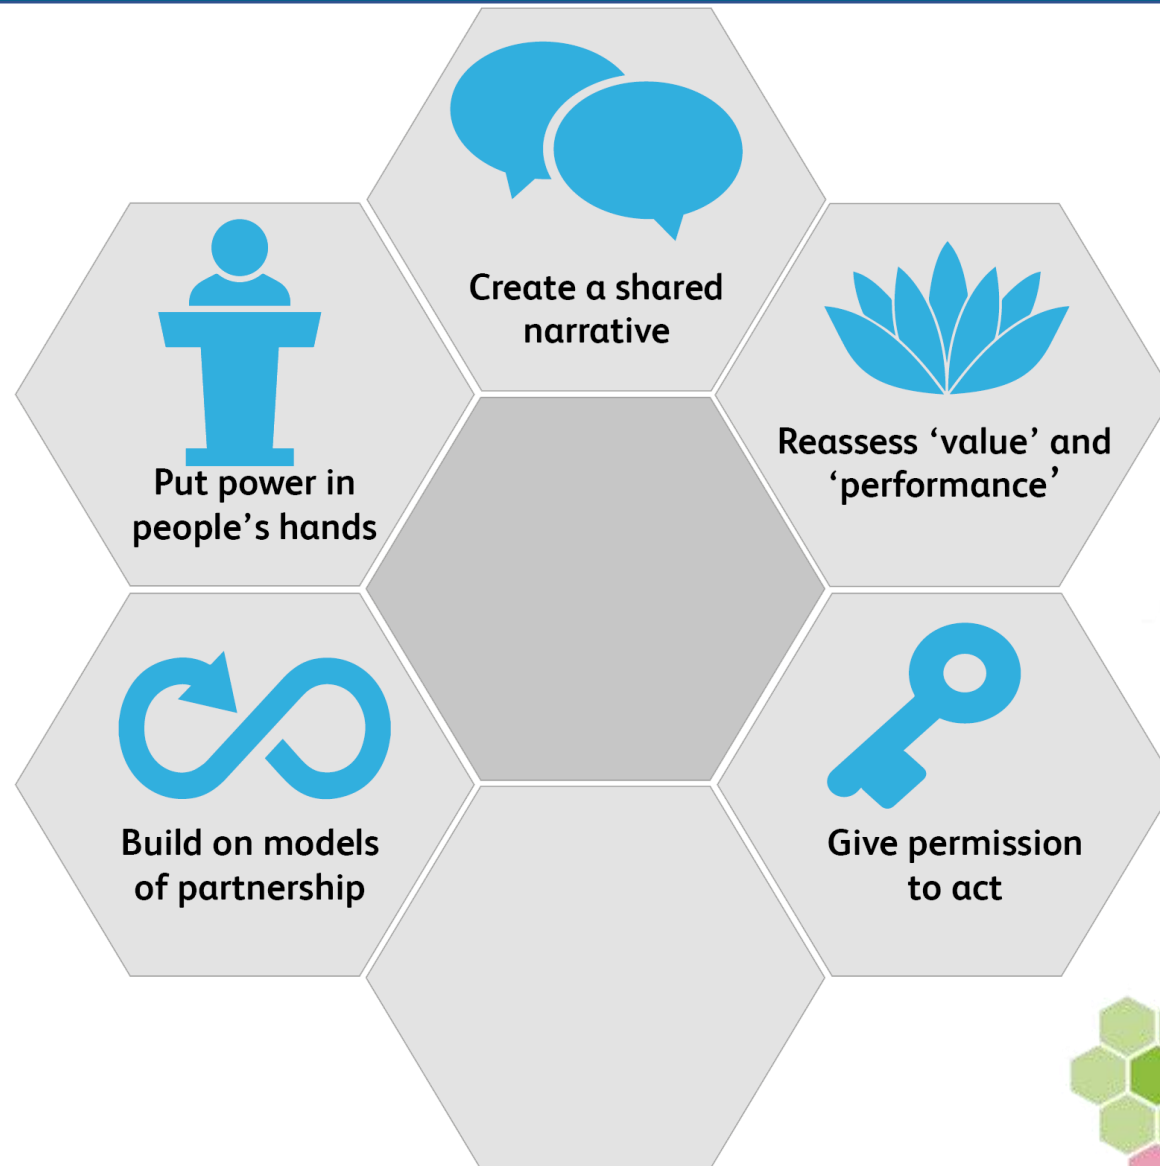 Create a shared
narrative
Put power in
people’s hands
Reassess ‘value’ and
‘performance’
Build on models
of partnership
Give permission
to act